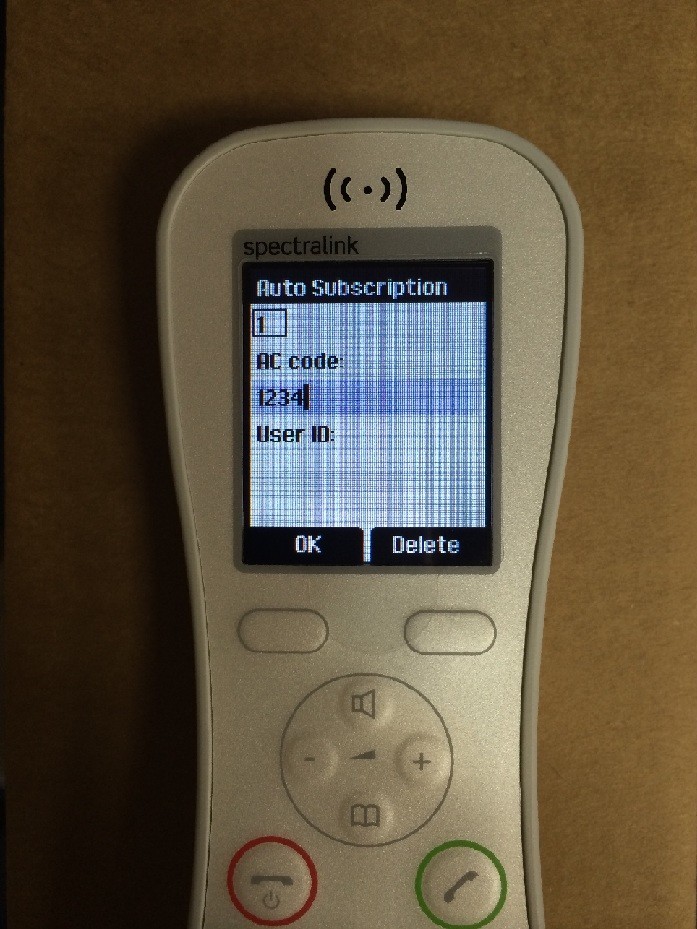 spectralink
Auto Subscription
1
AC code:
1234
User ID:
OK Delete
- +